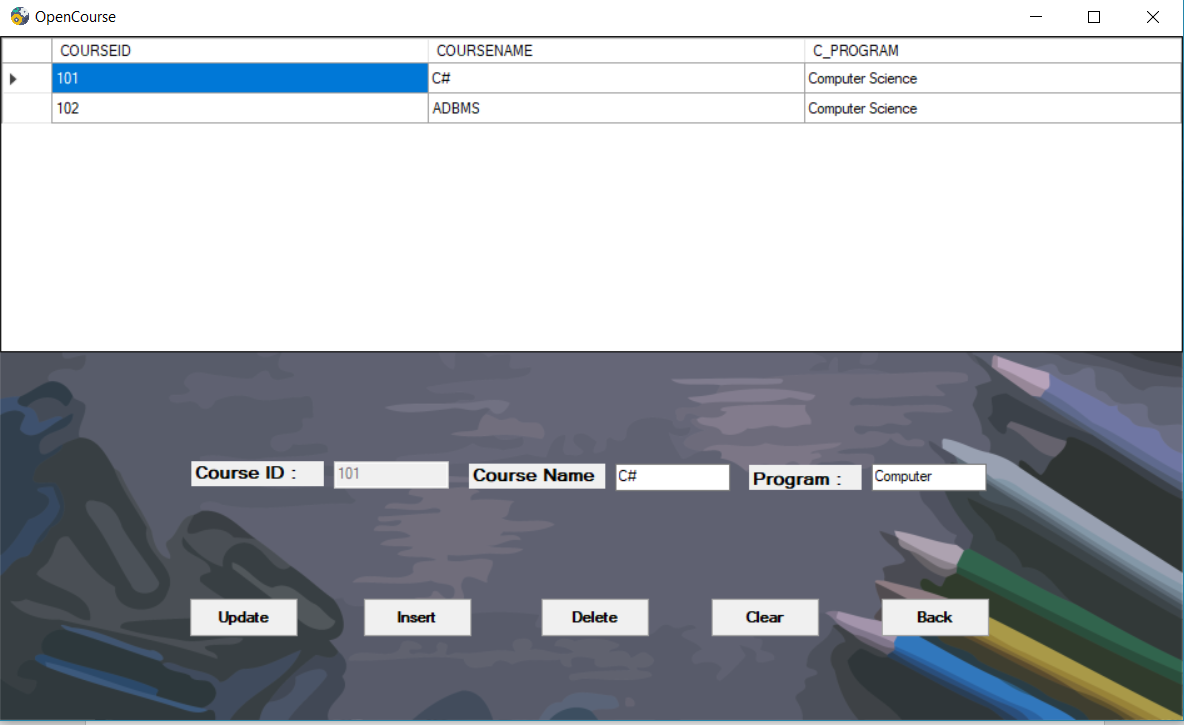 OpenCourse
COURSEID COURSENAME C_PROGRAM
101 C# Computer Science
102 ADBMS Computer Science
Course ID : 101 Course Name C# Program : Computer
Update Insert Delete Clear Back